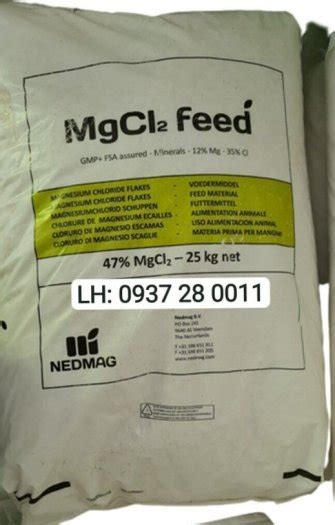 MgCl₂ feed
GMP+ FSA assured - Minerals - 12% Mg - 35% Cl
MAGNESIUM CHLORIDE FLAKES - VOEDERMIDDEL
MAGNESIUM CHLORIDE FLAKES - FEED MATERIAL
MAGNESIUMCHLORID SCHUPPEN - FUTTERMITTEL
CHLORURE DE MAGNESIUM ECAILLES - ALIMENTATION ANIMALE
CLORURO DE MAGNESIO ESCAMAS - ALIMENTACION ANIMAL
CLORURO DI MAGNESIO SCAGLIE - MATERIA PRIMA PER MANGIMI
47% MgCl₂ – 25 kg net
LH: 0937 28 0011
NEDMAG
Nedmag B.V.
PO Box 241
The Netherlands
www.nedmag.com